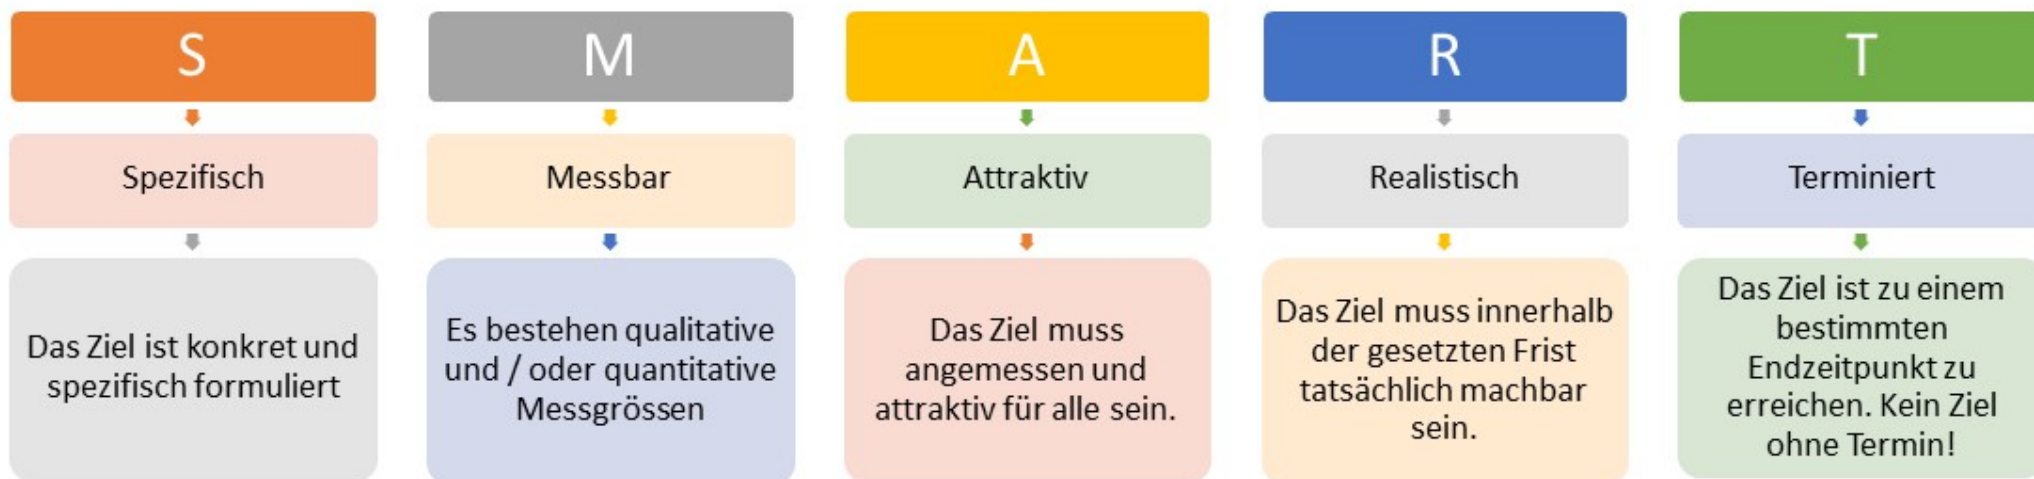 S
M
A
R
T
Spezifisch
Messbar
Attraktiv
Realistisch
Terminiert
Das Ziel ist konkret und
spezifisch formuliert
Es bestehen qualitative
und / oder quantitative
Messgrössen
Das Ziel muss
angemessen und
attraktiv für alle sein.
Das Ziel muss innerhalb
der gesetzten Frist
tatsächlich machbar
sein.
Das Ziel ist zu einem
bestimmten
Endzeitpunkt zu
erreichen. Kein Ziel
ohne Termin!